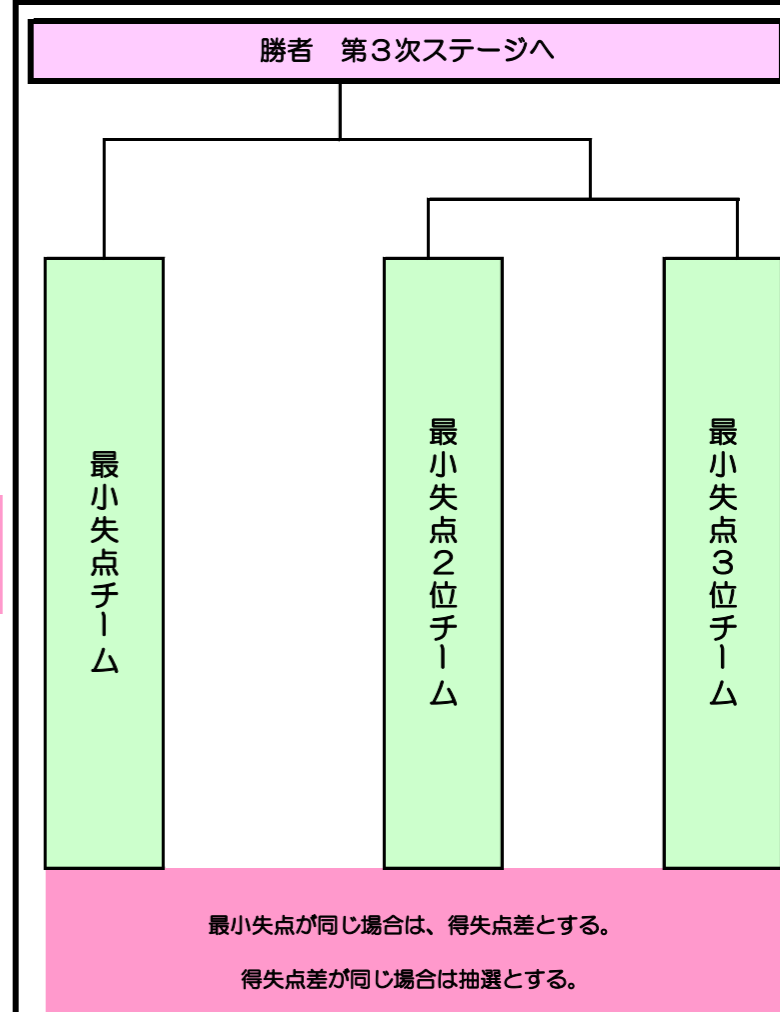 勝者　第３次ステージへ
最小失点チーム
最小失点２位チーム
最小失点３位チーム
最小失点が同じ場合は、得失点差とする。
得失点差が同じ場合は抽選とする。